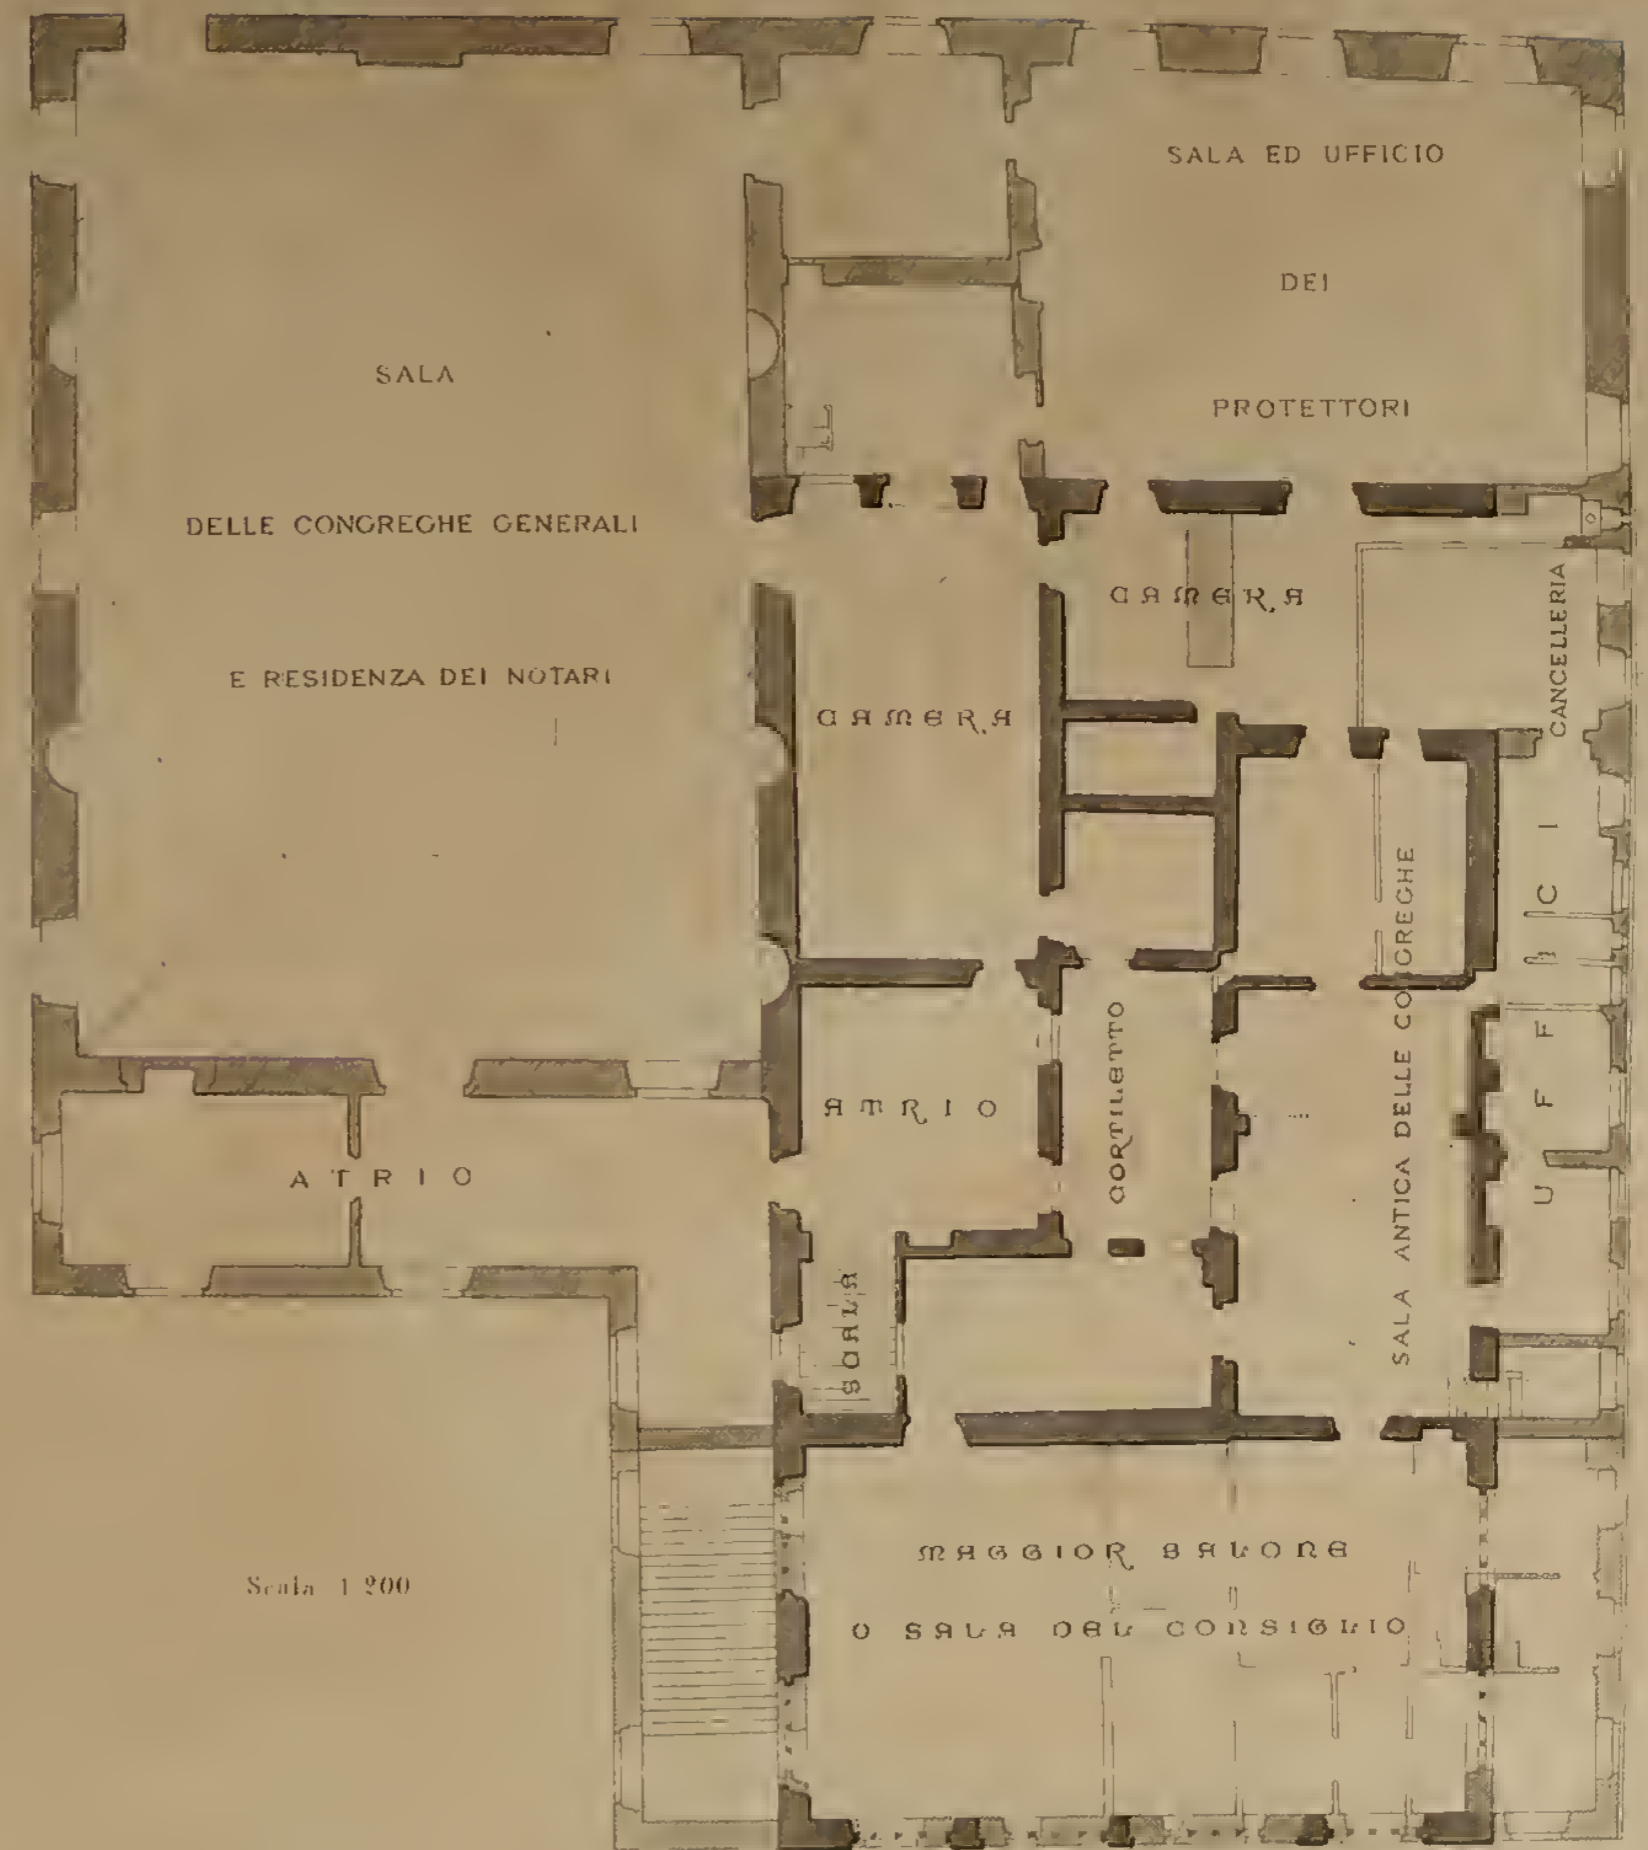 SALA ED UFFICIO
DEI
PROTETTORI
SALA
DELLE CONGREGHE GENERALI
E RESIDENZA DEI NOTARI
CAMERA
CANCELLERIA
CAMERA
UFFICI
SALA ANTICA DELLE CONGREGHE
CORTILETTO
ATRIO
ATRIO
SCALA
MAGGIOR SALONE
O SALA DEL CONSIGLIO
Scala 1 200